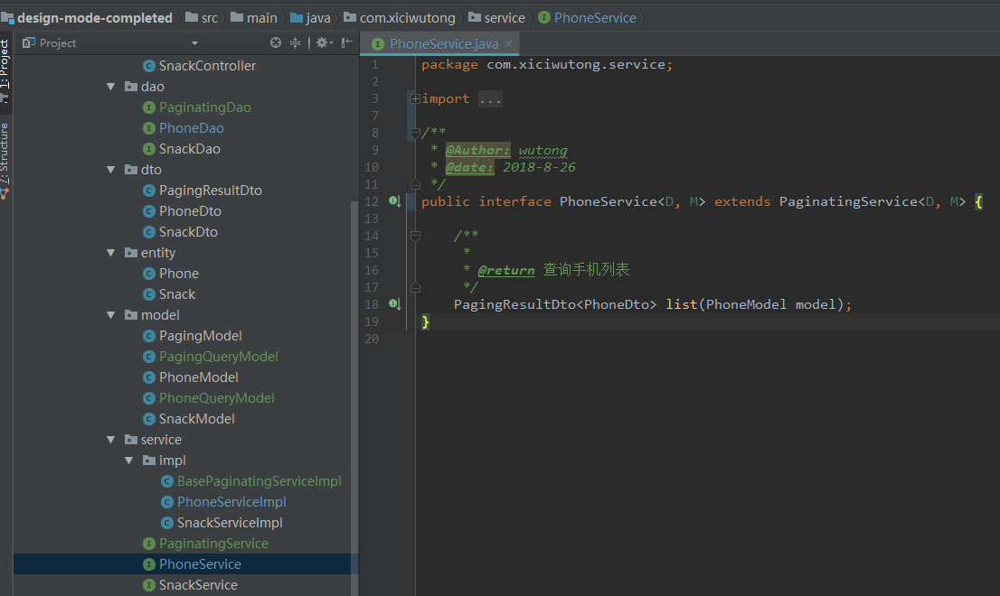 design-mode-completed src main java com.xiciwutong service PhoneService
1: Project
Project
PhoneService.java
SnackController
dao
PaginatingDao
PhoneDao
SnackDao
dto
PagingResultDto
PhoneDto
SnackDto
entity
Phone
Snack
model
PagingModel
PagingQueryModel
PhoneModel
PhoneQueryModel
SnackModel
service
impl
BasePaginatingServiceImpl
PhoneServiceImpl
SnackServiceImpl
PaginatingService
PhoneService
SnackService
Z: Structure
1 package com.xiciwutong.service;
2
3 import ...
7
8 /**
9 * @Author: wutong
10 * @date: 2018-8-26
11 */
12 public interface PhoneService<D, M> extends PaginatingService<D, M> {
13
14 /**
15 *
16 * @return 查询手机列表
17 */
18 PagingResultDto<PhoneDto> list(PhoneModel model);
19 }
20